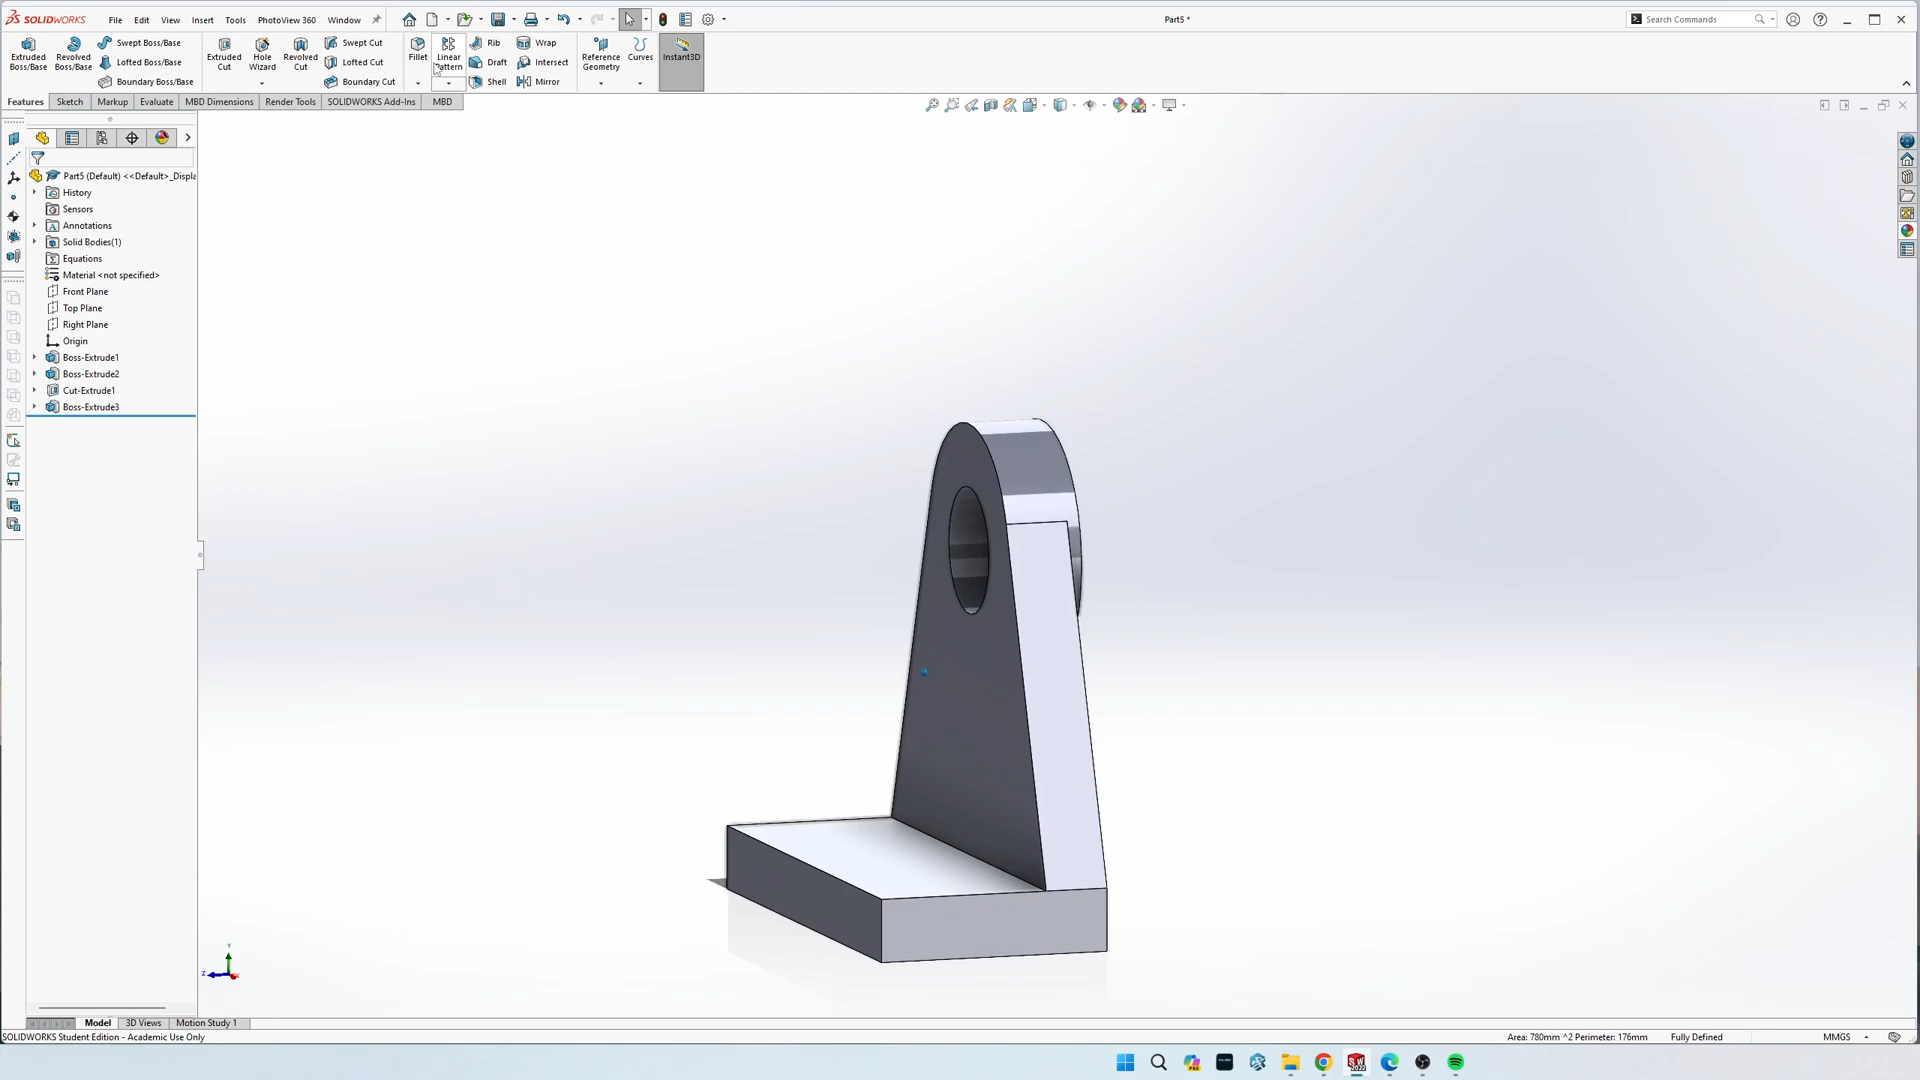 SOLIDWORKS File Edit View Insert Tools PhotoView 360 Window Part5 * Search Commands
Extruded Boss/Base Revolved Boss/Base Swept Boss/Base Lofted Boss/Base Boundary Boss/Base Extruded Cut Hole Wizard Revolved Cut Swept Cut Lofted Cut Boundary Cut Fillet Linear Pattern Rib Draft Shell Wrap Intersect Mirror Reference Geometry Curves Instant3D
Features Sketch Markup Evaluate MBD Dimensions Render Tools SOLIDWORKS Add-Ins MBD
Part5 (Default) <<Default>_Displa
History
Sensors
Annotations
Solid Bodies(1)
Equations
Material <not specified>
Front Plane
Top Plane
Right Plane
Origin
Boss-Extrude1
Boss-Extrude2
Cut-Extrude1
Boss-Extrude3
Y
Z
Model 3D Views Motion Study 1
SOLIDWORKS Student Edition - Academic Use Only Area: 780mm ^2 Perimeter: 176mm Fully Defined MMGS